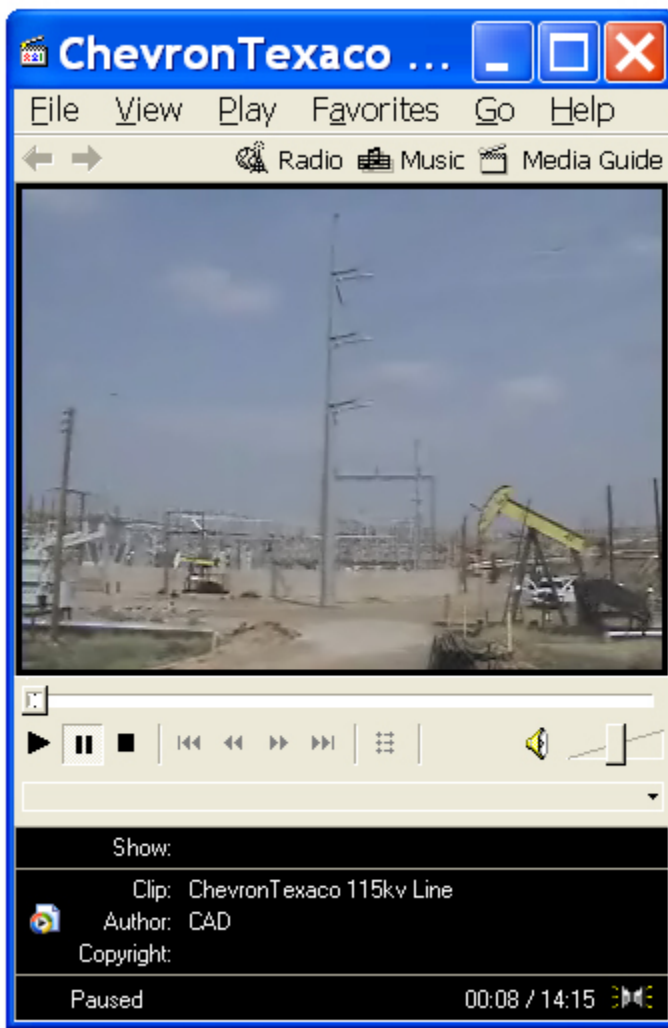 ChevronTexaco ...
File View Play Favorites Go Help
Radio Music Media Guide
Show:
Clip: ChevronTexaco 115kv Line
Author: CAD
Copyright:
Paused 00:08 / 14:15